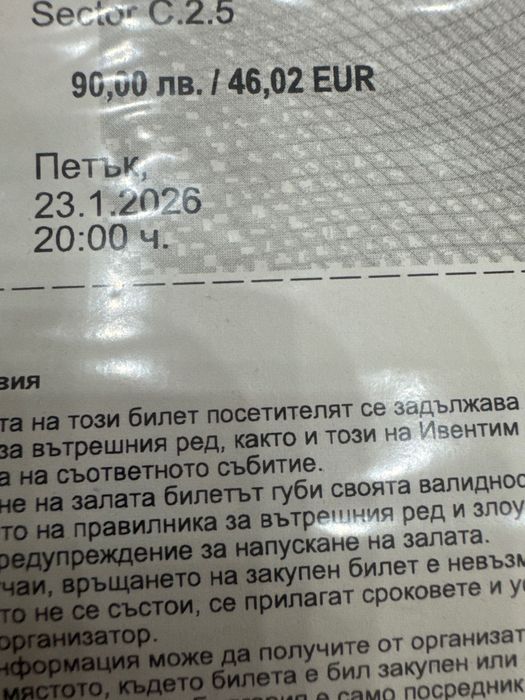 Sector C.2.5
90,00 лв. / 46,02 EUR
Петък,
23.1.2026
20:00 ч.
вия
та на този билет посетителят се задължава
за вътрешния ред, както и този на Ивентим
а на съответното събитие.
не на залата билетът губи своята валиднос
то на правилника за вътрешния ред и злоу
редупреждение за напускане на залата.
чаи, връщането на закупен билет е невъзм
то не се състои, се прилагат сроковете и ус
организатор.
нформация може да получите от организат
мястото, където билета е бил закупен или
е само посредник